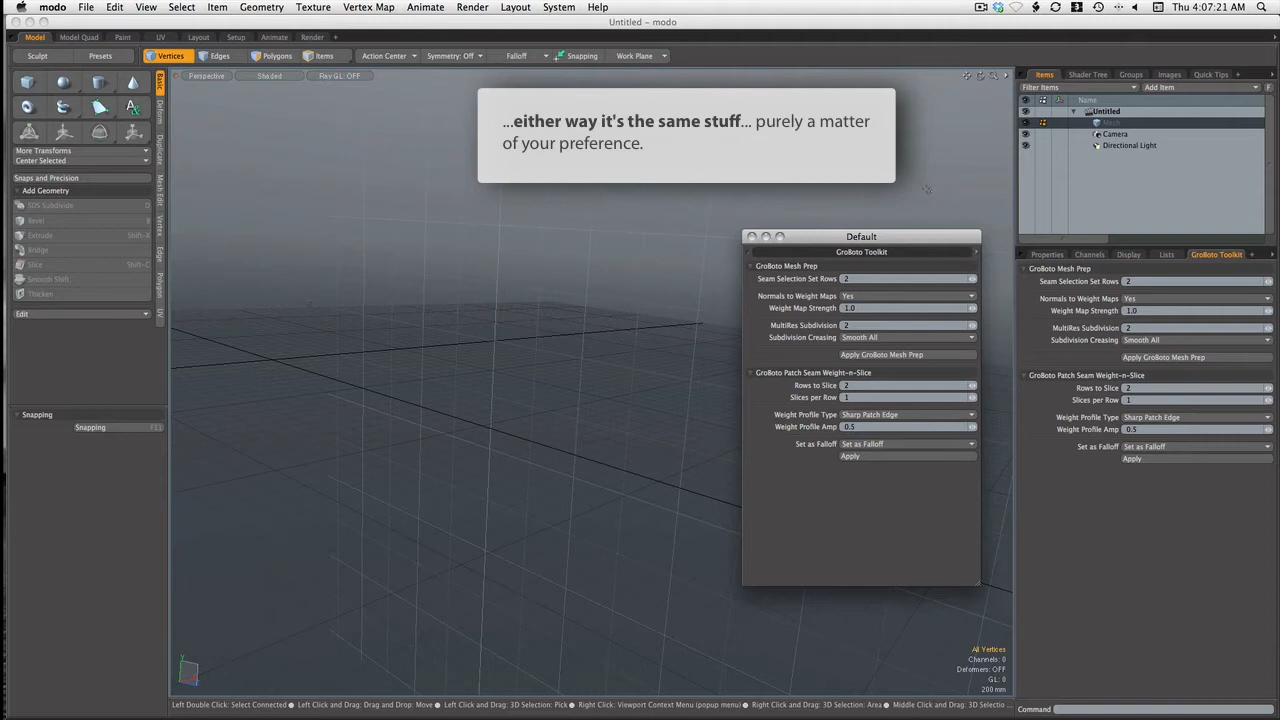 modo File Edit View Select Item Geometry Texture Vertex Map Animate Render Layout System Help
Thu 4:07:21 AM
Untitled – modo
Model Model Quad Paint UV Layout Setup Animate Render +
Sculpt Presets Vertices Edges Polygons Items Action Center Symmetry: Off Falloff Snapping Work Plane
Perspective Shaded Ray GL: OFF
Basic
Deform
Duplicate
Mesh Edit
Vertex
Edge
Polygon
UV
More Transforms
Center Selected
Snaps and Precision
Add Geometry
SDS Subdivide D
Bevel B
Extrude Shift-X
Bridge
Slice Shift-C
Smooth Shift
Thicken
Edit
Snapping
Snapping F11
...either way it's the same stuff... purely a matter
of your preference.
Default
GroBoto Toolkit
GroBoto Mesh Prep
Seam Selection Set Rows 2
Normals to Weight Maps Yes
Weight Map Strength 1.0
MultiRes Subdivision 2
Subdivision Creasing Smooth All
Apply GroBoto Mesh Prep
GroBoto Patch Seam Weight-n-Slice
Rows to Slice 2
Slices per Row 1
Weight Profile Type Sharp Patch Edge
Weight Profile Amp 0.5
Set as Falloff Set as Falloff
Apply
All Vertices
Channels: 0
Deformers: OFF
GL: 0
200 mm
Items Shader Tree Groups Images Quick Tips +
Filter Items Add Item F
Name
Untitled
Mesh
Camera
Directional Light
Properties Channels Display Lists GroBoto Toolkit +
GroBoto Mesh Prep
Seam Selection Set Rows 2
Normals to Weight Maps Yes
Weight Map Strength 1.0
MultiRes Subdivision 2
Subdivision Creasing Smooth All
Apply GroBoto Mesh Prep
GroBoto Patch Seam Weight-n-Slice
Rows to Slice 2
Slices per Row 1
Weight Profile Type Sharp Patch Edge
Weight Profile Amp 0.5
Set as Falloff Set as Falloff
Apply
Left Double Click: Select Connected ● Left Click and Drag: Drag and Drop: Move ● Left Click and Drag: 3D Selection: Pick ● Right Click: Viewport Context Menu (popup menu) ● Right Click and Drag: 3D Selection: Area ● Middle Click and Drag: 3D Selectio ...
Command